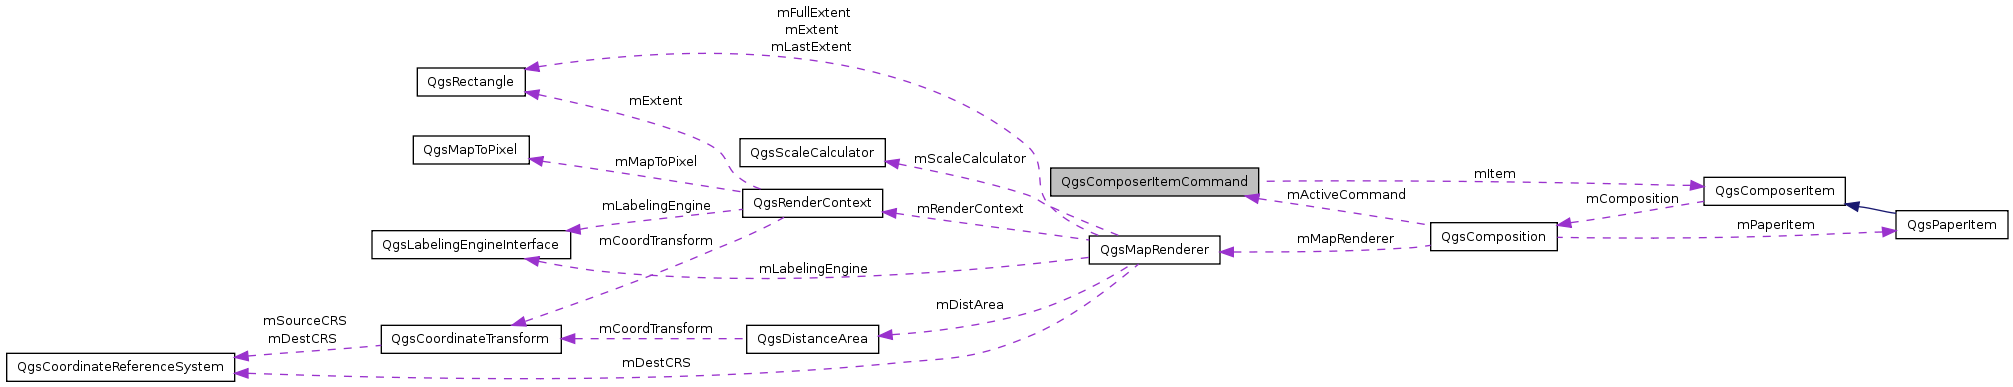 mFullExtent
mExtent
mLastExtent
QgsRectangle
mExtent
QgsMapToPixel
QgsScaleCalculator
mScaleCalculator
mMapToPixel
QgsComposerItemCommand
mItem
QgsComposerItem
mActiveCommand
mComposition
QgsRenderContext
mLabelingEngine
mRenderContext
QgsPaperItem
mPaperItem
QgsLabelingEngineInterface
mCoordTransform
mMapRenderer
QgsComposition
QgsMapRenderer
mLabelingEngine
mDistArea
mSourceCRS
mDestCRS
mCoordTransform
QgsCoordinateTransform
QgsDistanceArea
QgsCoordinateReferenceSystem
mDestCRS